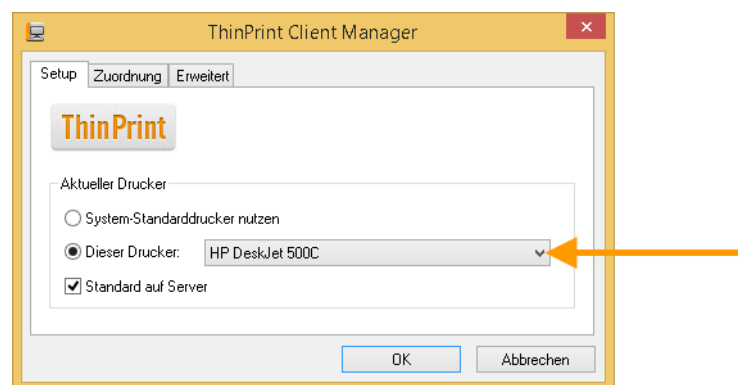 ThinPrint Client Manager
Setup Zuordnung Erweitert
ThinPrint
Aktueller Drucker
System-Standarddrucker nutzen
Dieser Drucker: HP DeskJet 500C
Standard auf Server
OK Abbrechen